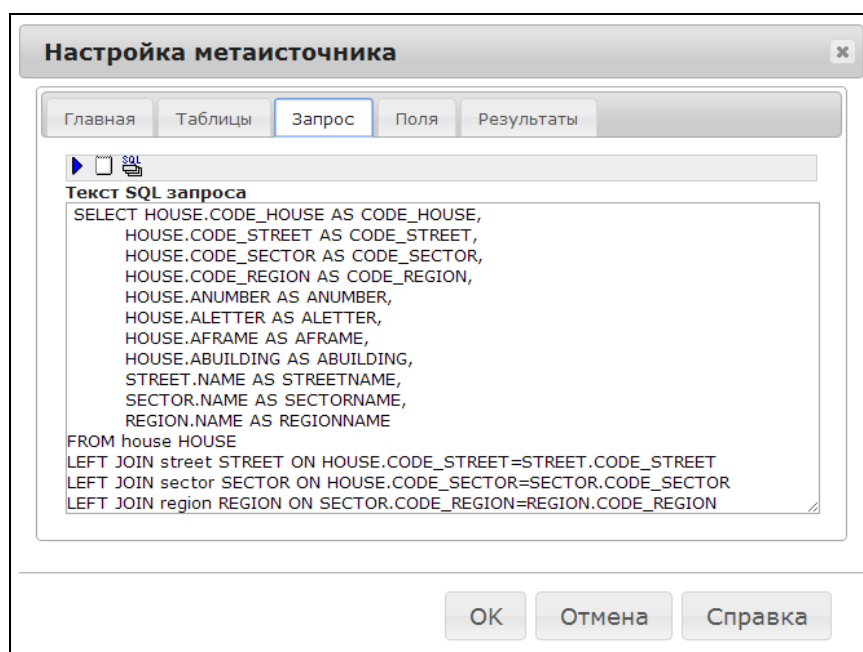 Настройка метаисточника
Главная Таблицы Запрос Поля Результаты
SQL
Текст SQL запроса
SELECT HOUSE.CODE_HOUSE AS CODE_HOUSE,
HOUSE.CODE_STREET AS CODE_STREET,
HOUSE.CODE_SECTOR AS CODE_SECTOR,
HOUSE.CODE_REGION AS CODE_REGION,
HOUSE.ANUMBER AS ANUMBER,
HOUSE.ALETTER AS ALETTER,
HOUSE.AFRAME AS AFRAME,
HOUSE.ABUILDING AS ABUILDING,
STREET.NAME AS STREETNAME,
SECTOR.NAME AS SECTORNAME,
REGION.NAME AS REGIONNAME
FROM house HOUSE
LEFT JOIN street STREET ON HOUSE.CODE_STREET=STREET.CODE_STREET
LEFT JOIN sector SECTOR ON HOUSE.CODE_SECTOR=SECTOR.CODE_SECTOR
LEFT JOIN region REGION ON SECTOR.CODE_REGION=REGION.CODE_REGION
OK Отмена Справка